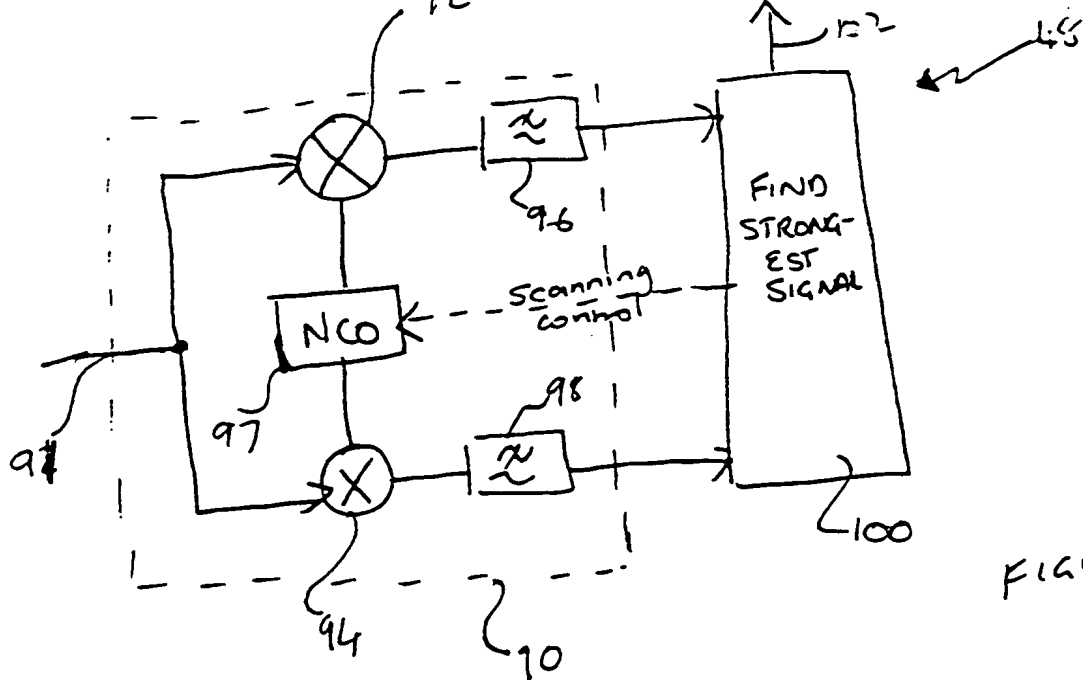 96
FIND
STRONG-
EST
SIGNAL
scanning
control
NCO
98
97
100
94
90